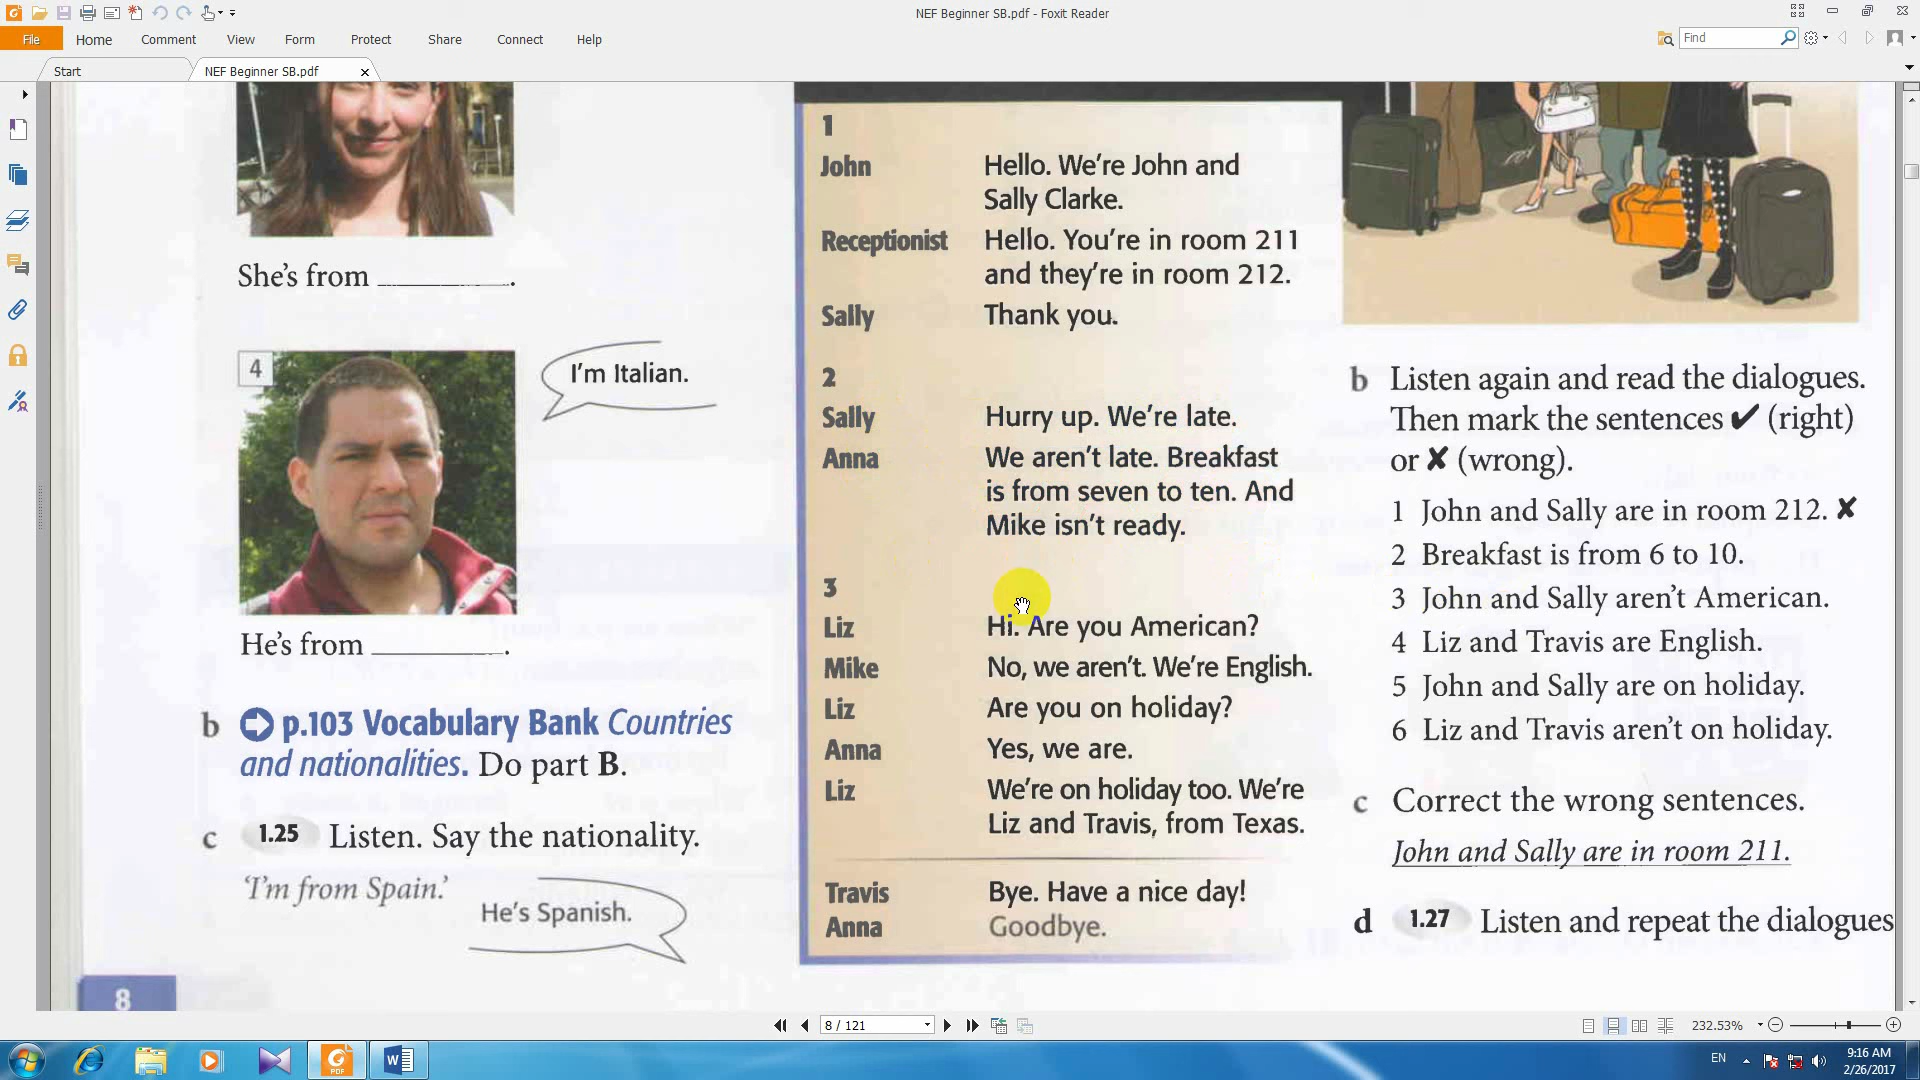 NEF Beginner SB.pdf - Foxit Reader
File Home Comment View Form Protect Share Connect Help
Find
Start
NEF Beginner SB.pdf
She's from __________.
4
I'm Italian.
He's from __________.
b p.103 Vocabulary Bank Countries
and nationalities. Do part B.
c 1.25 Listen. Say the nationality.
'I'm from Spain.'
He's Spanish.
8
1
John Hello. We're John and
Sally Clarke.
Receptionist Hello. You're in room 211
and they're in room 212.
Sally Thank you.
2
Sally Hurry up. We're late.
Anna We aren't late. Breakfast
is from seven to ten. And
Mike isn't ready.
3
Liz Hi. Are you American?
Mike No, we aren't. We're English.
Liz Are you on holiday?
Anna Yes, we are.
Liz We're on holiday too. We're
Liz and Travis, from Texas.
Travis Bye. Have a nice day!
Anna Goodbye.
b Listen again and read the dialogues.
Then mark the sentences ✔ (right)
or ✘ (wrong).
1 John and Sally are in room 212. ✘
2 Breakfast is from 6 to 10.
3 John and Sally aren't American.
4 Liz and Travis are English.
5 John and Sally are on holiday.
6 Liz and Travis aren't on holiday.
c Correct the wrong sentences.
John and Sally are in room 211.
d 1.27 Listen and repeat the dialogues
8 / 121
232.53%
PDF
EN
9:16 AM
2/26/2017